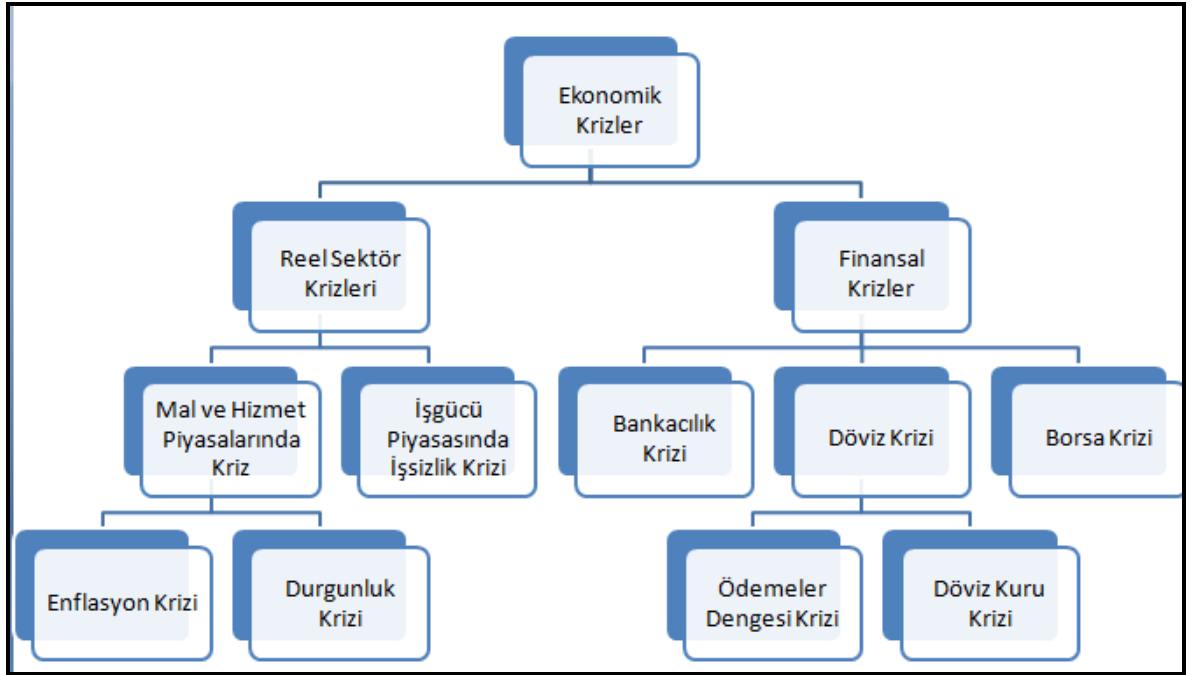 Ekonomik
Krizler
Reel Sektör
Krizleri
Finansal
Krizler
Mal ve Hizmet
Piyasalarında
Kriz
İşgücü
Piyasasında
İşsizlik Krizi
Bankacılık
Krizi
Döviz Krizi
Borsa Krizi
Enflasyon Krizi
Durgunluk
Krizi
Ödemeler
Dengesi Krizi
Döviz Kuru
Krizi